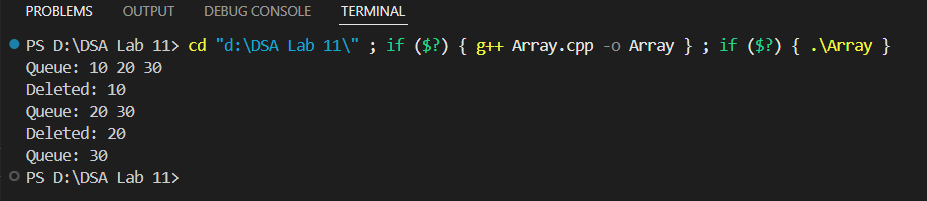 PROBLEMS OUTPUT DEBUG CONSOLE TERMINAL
PS D:\DSA Lab 11> cd "d:\DSA Lab 11\" ; if ($?) { g++ Array.cpp -o Array } ; if ($?) { .\Array }
Queue: 10 20 30
Deleted: 10
Queue: 20 30
Deleted: 20
Queue: 30
PS D:\DSA Lab 11>